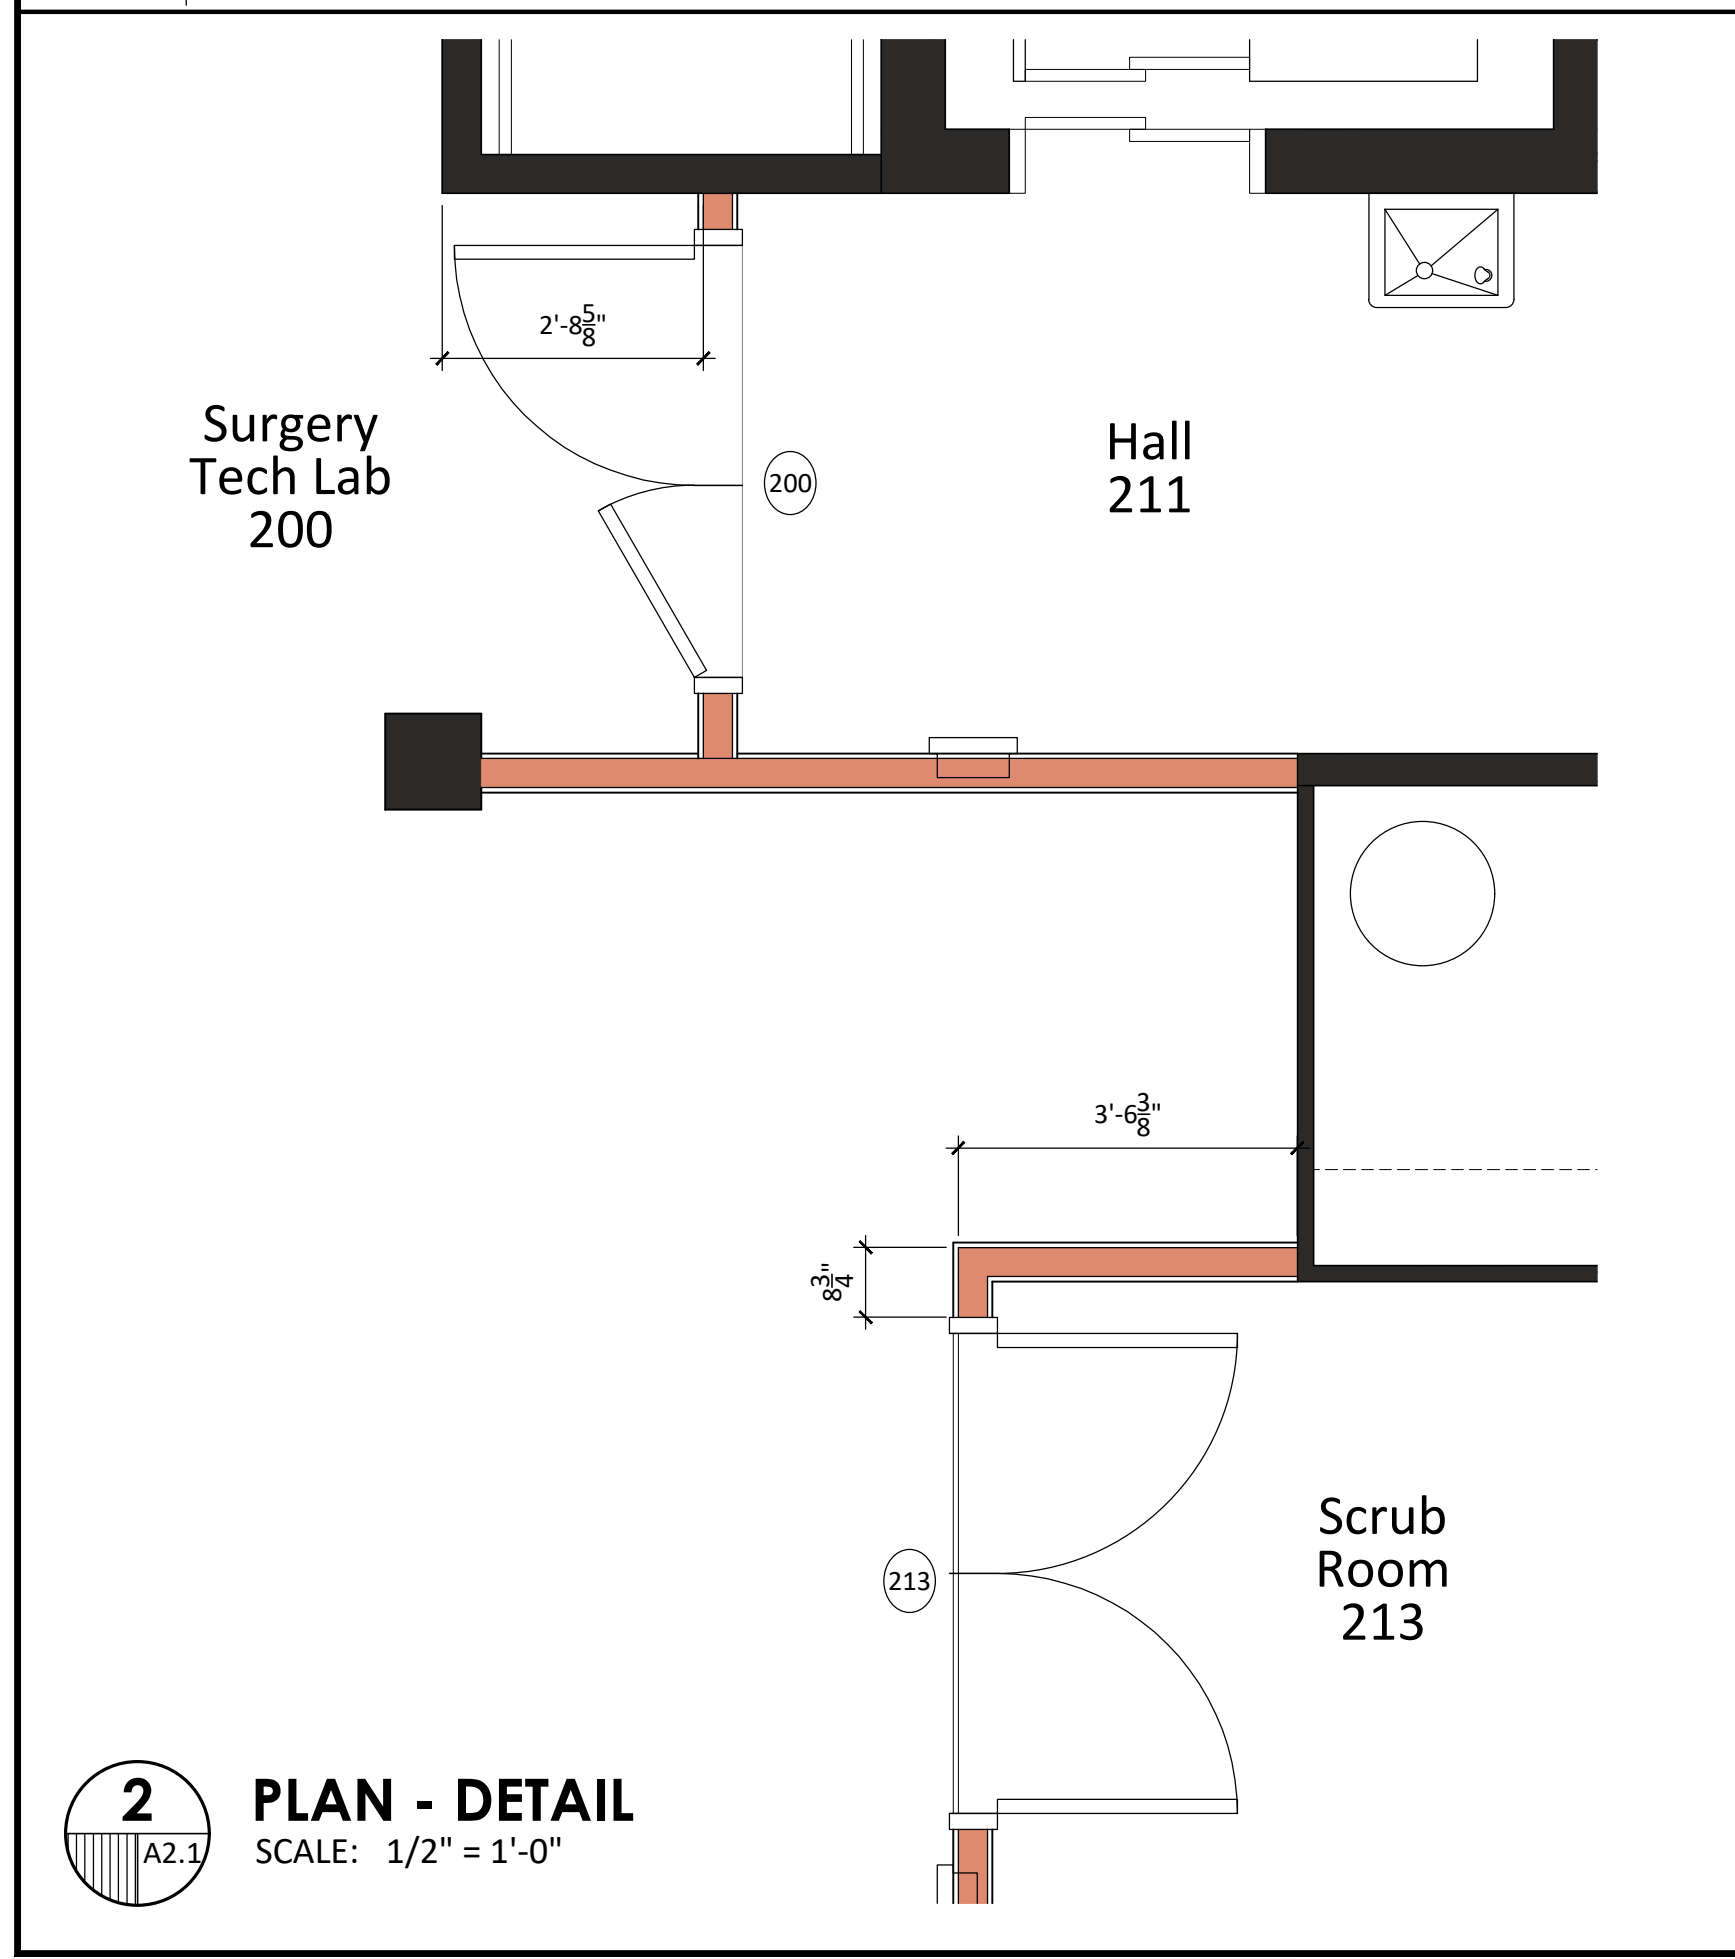 2'-8 5/8"
Surgery
Tech Lab
200
200
Hall
211
3'-6 3/8"
8 3/4"
213
Scrub
Room
213
2
A2.1
PLAN - DETAIL
SCALE: 1/2" = 1'-0"